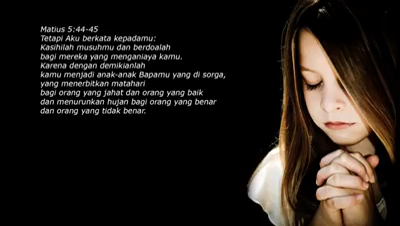 Matius 5:44-45
Tetapi Aku berkata kepadamu:
Kasihilah musuhmu dan berdoalah
bagi mereka yang menganiaya kamu.
Karena dengan demikianlah
kamu menjadi anak-anak Bapamu yang di sorga,
yang menerbitkan matahari
bagi orang yang jahat dan orang yang baik
dan menurunkan hujan bagi orang yang benar
dan orang yang tidak benar.